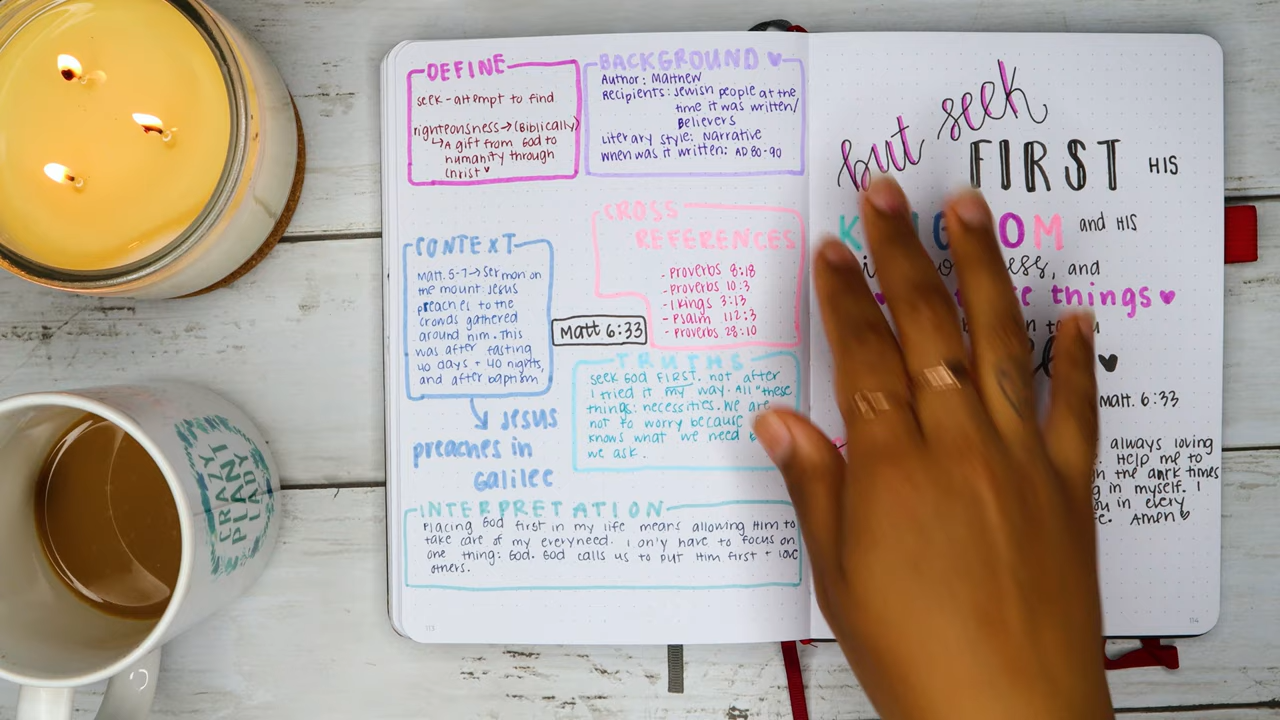 DEFINE
seek - attempt to find
righteousness → (Biblically)
↳ a gift from God to
humanity through
Christ ♥
BACKGROUND ♥
Author: Matthew
Recipients: Jewish people at the
time it was written/
Believers
Literary style: Narrative
When was it written: AD 80-90
CROSS
REFERENCES
- Proverbs 8:18
- Proverbs 10:3
- 1 Kings 3:13
- Psalm 112:3
- Proverbs 28:10
CONTEXT
Matt. 5-7 → Sermon on
the mount: Jesus
preaches to the
crowds gathered
around him. This
was after fasting
40 days + 40 nights,
and after baptism
↘ Jesus
preaches in
Galilee
Matt 6:33
TRUTHS
Seek God FIRST. not after
I tried it my way. All "these
things: necessities. We are
not to worry because
knows what we need
we ask.
INTERPRETATION
Placing God first in my life means allowing Him to
take care of my everyneed. I on'y have to focus on
one thing: God. God calls us to put Him first + love
others.
113
but seek
FIRST HIS
and HIS
and
things ♥
♥
Matt. 6:33
always loving
Help me to
the dark times
in myself. I
you in every
Amen ♡
114
CRAZY
PLANT
LADY